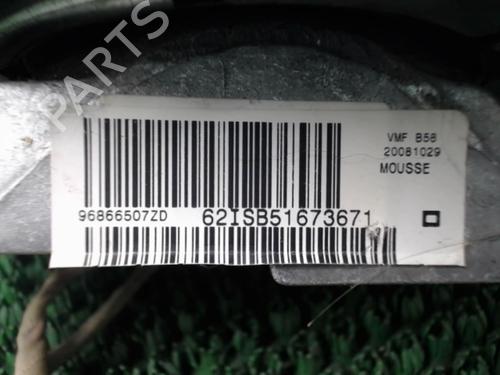 VMF B58
20081029
MOUSSE
96866507ZD
62ISB51673671
B-PARTS